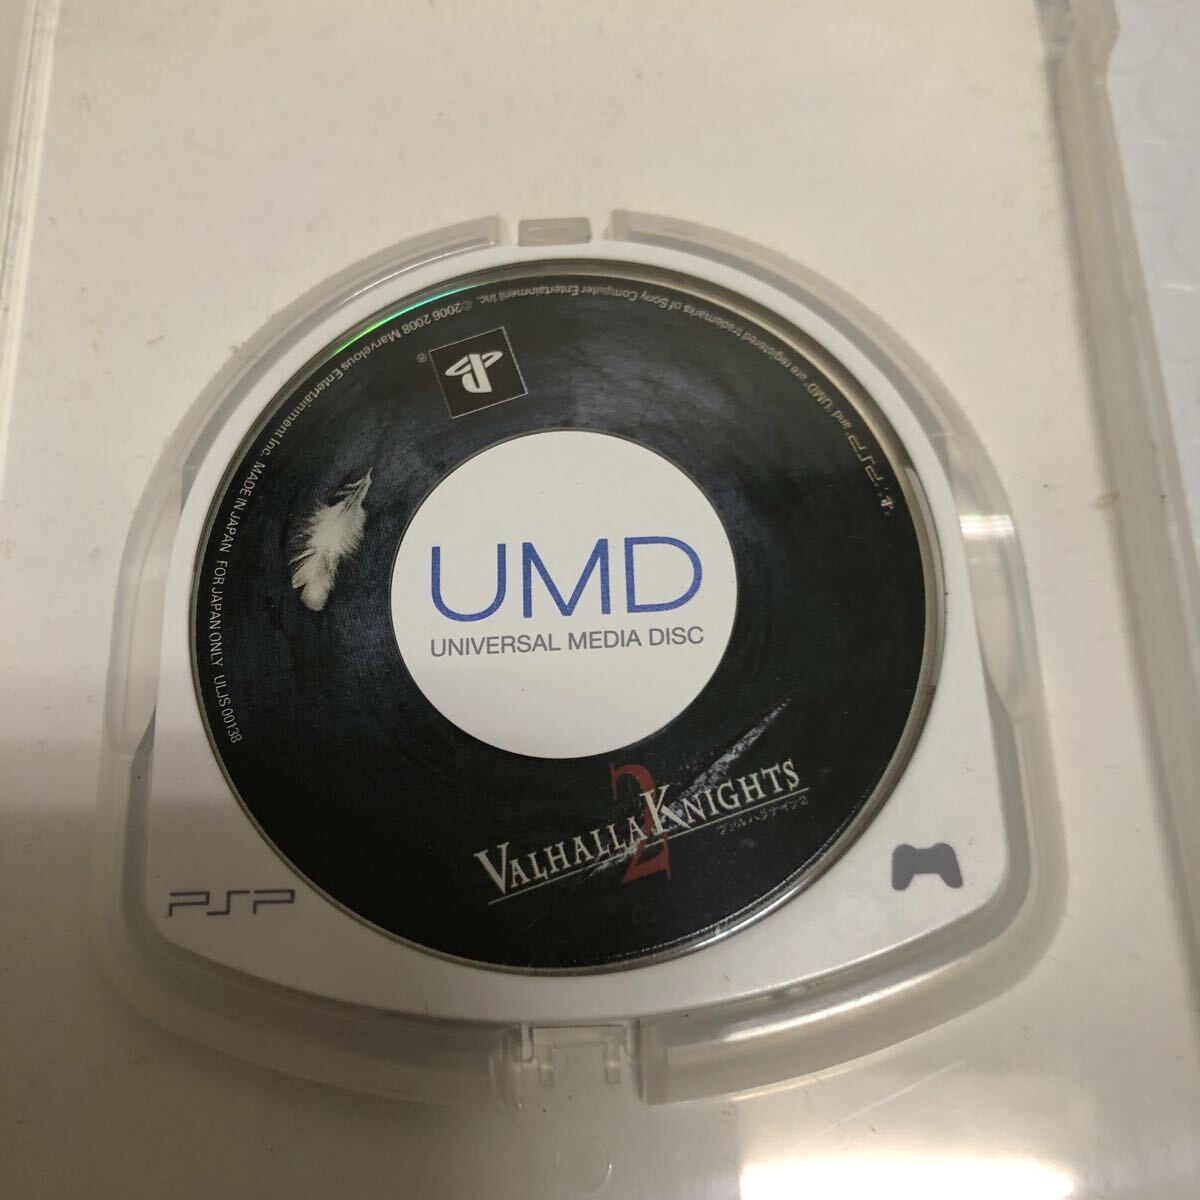 "PSP" and "UMD" are registered trademarks of Sony Computer Entertainment Inc. ©2006 2008 Marvelous Entertainment Inc. MADE IN JAPAN FOR JAPAN ONLY ULJS 00138
®
UMD
UNIVERSAL MEDIA DISC
VALHALLA KNIGHTS 2
ヴァルハラナイツ2
PSP